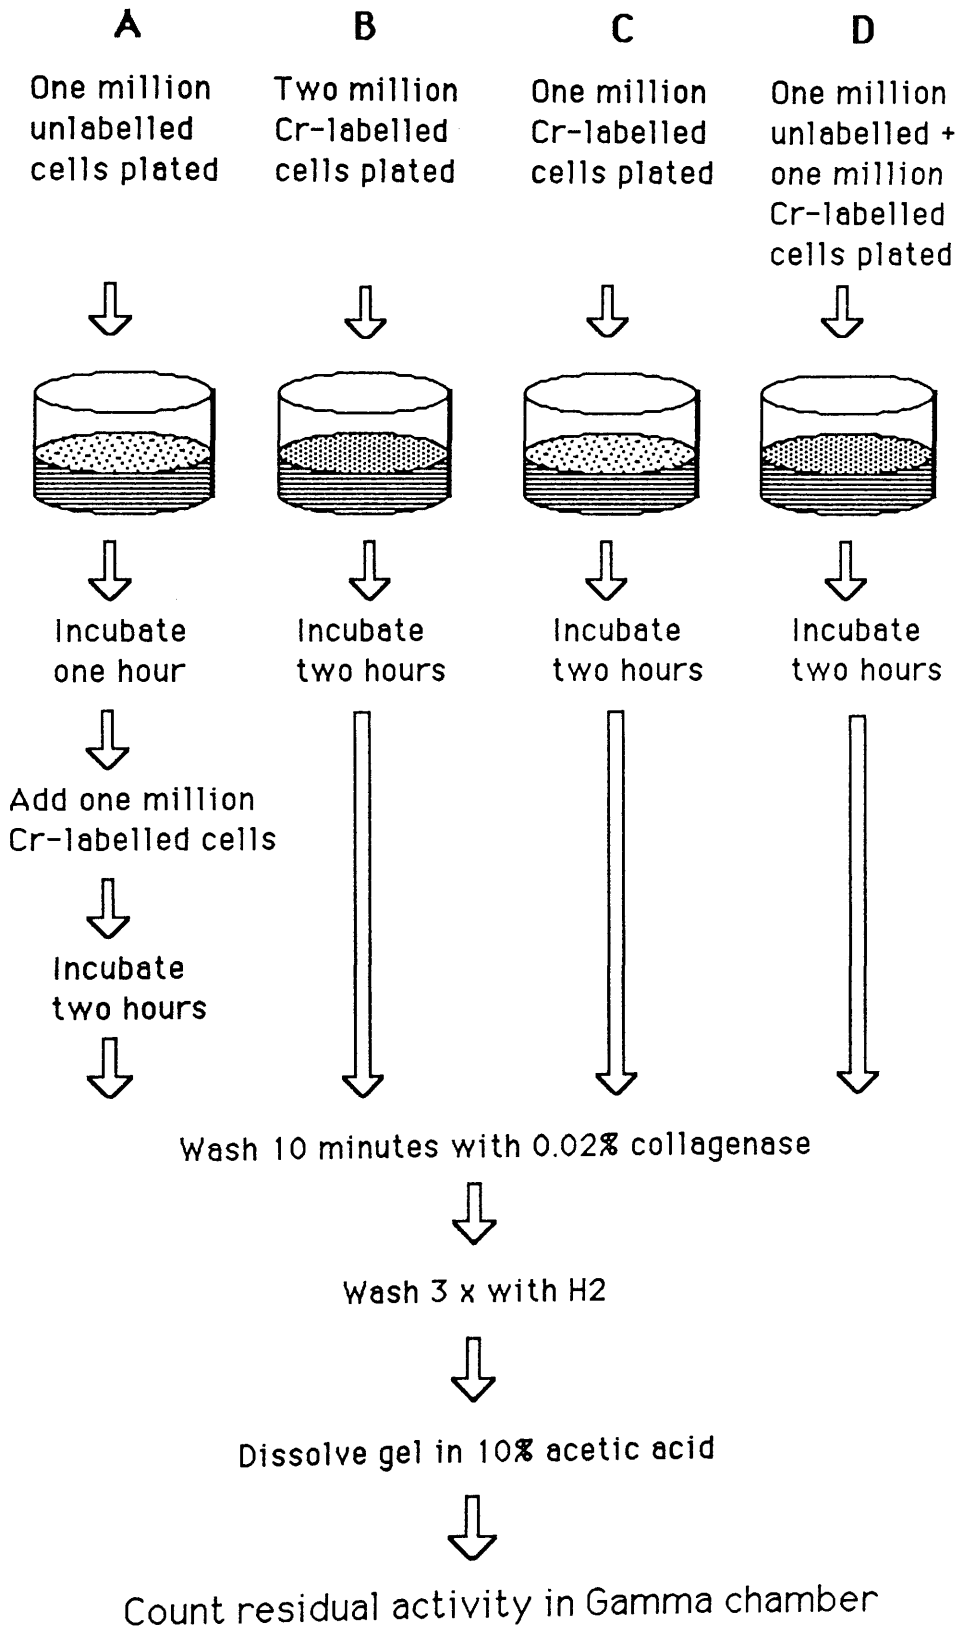 A
One million
unlabelled
cells plated
B
Two million
Cr-labelled
cells plated
C
One million
Cr-labelled
cells plated
D
One million
unlabelled +
one million
Cr-labelled
cells plated
Incubate
one hour
Incubate
two hours
Incubate
two hours
Incubate
two hours
Add one million
Cr-labelled cells
Incubate
two hours
Wash 10 minutes with 0.02% collagenase
Wash 3 x with H2
Dissolve gel in 10% acetic acid
Count residual activity in Gamma chamber